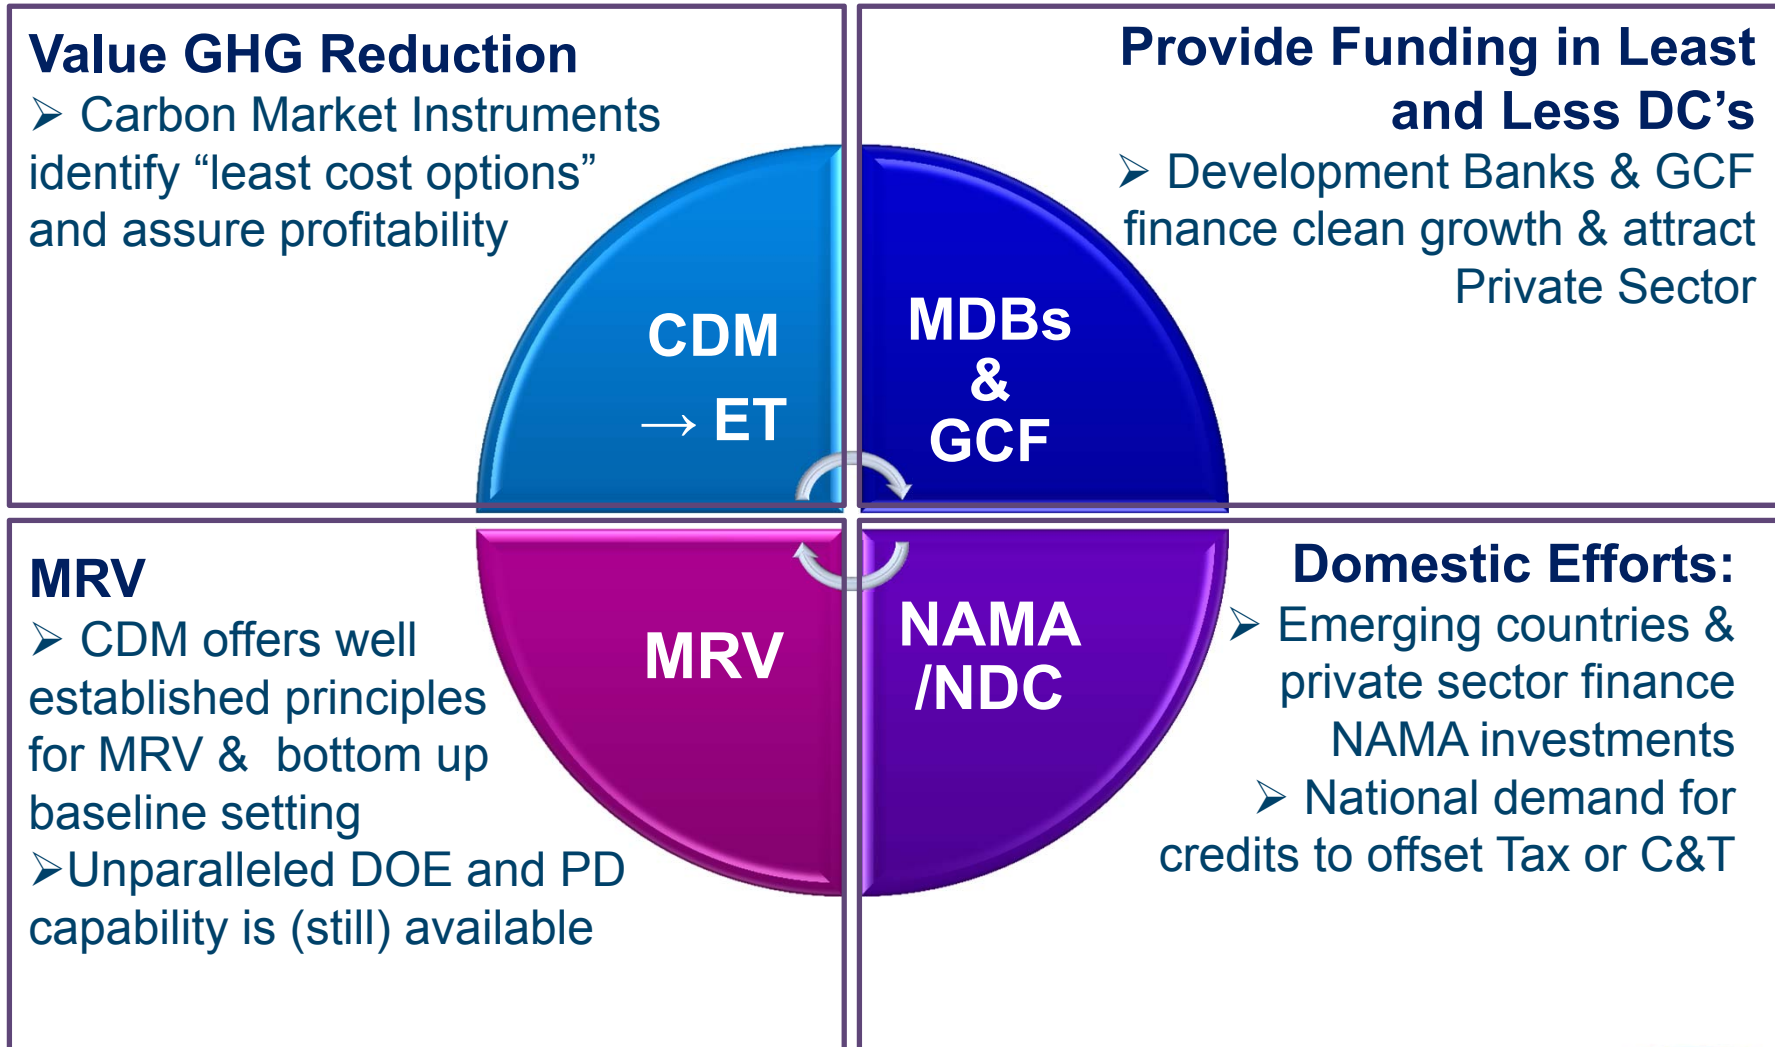 Value GHG Reduction
➢ Carbon Market Instruments
identify “least cost options”
and assure profitability
Provide Funding in Least
and Less DC’s
➢ Development Banks & GCF
finance clean growth & attract
Private Sector
CDM
→ ET
MDBs
&
GCF
MRV
➢ CDM offers well
established principles
for MRV & bottom up
baseline setting
➢Unparalleled DOE and PD
capability is (still) available
MRV
NAMA
/NDC
Domestic Efforts:
➢ Emerging countries &
private sector finance
NAMA investments
➢ National demand for
credits to offset Tax or C&T